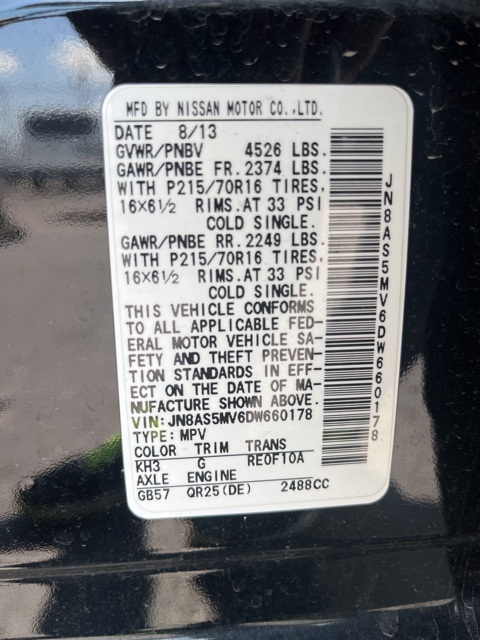 MFD BY NISSAN MOTOR CO.,LTD.
DATE 8/13
GVWR/PNBV 4526 LBS.
GAWR/PNBE FR. 2374 LBS.
WITH P215/70R16 TIRES,
16X6½ RIMS. AT 33 PSI
COLD SINGLE.
GAWR/PNBE RR. 2249 LBS.
WITH P215/70R16 TIRES,
16X6½ RIMS. AT 33 PSI
COLD SINGLE.
THIS VEHICLE CONFORMS
TO ALL APPLICABLE FED-
ERAL MOTOR VEHICLE SA-
FETY AND THEFT PREVEN-
TION STANDARDS IN EFF-
ECT ON THE DATE OF MA-
NUFACTURE SHOWN ABOVE.
VIN:JN8AS5MV6DW660178
TYPE: MPV
COLOR TRIM TRANS
KH3 G RE0F10A
AXLE ENGINE
GB57 QR25(DE) 2488CC
JN8AS5MV6DW660178